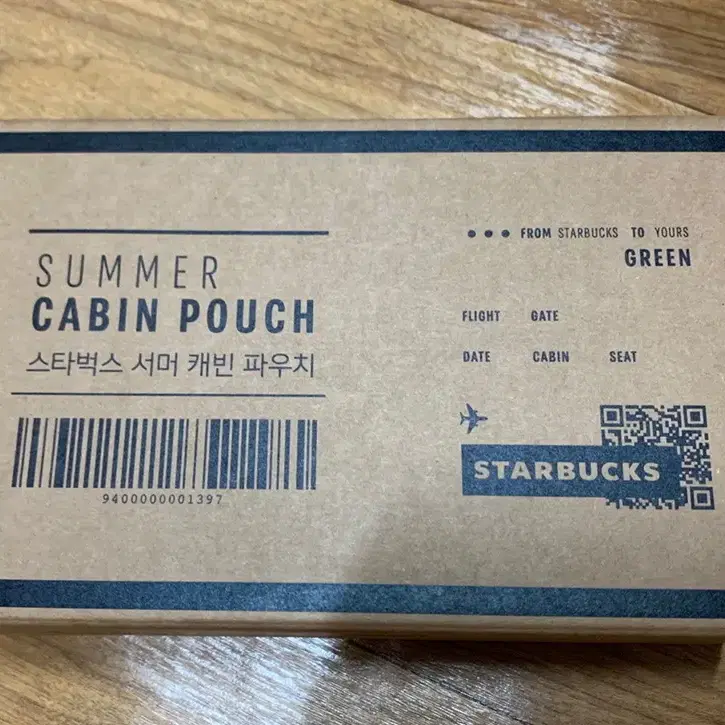 SUMMER
CABIN POUCH
스타벅스 서머 캐빈 파우치
9400000001397
••• FROM STARBUCKS TO YOURS
GREEN
FLIGHT GATE
DATE CABIN SEAT
STARBUCKS